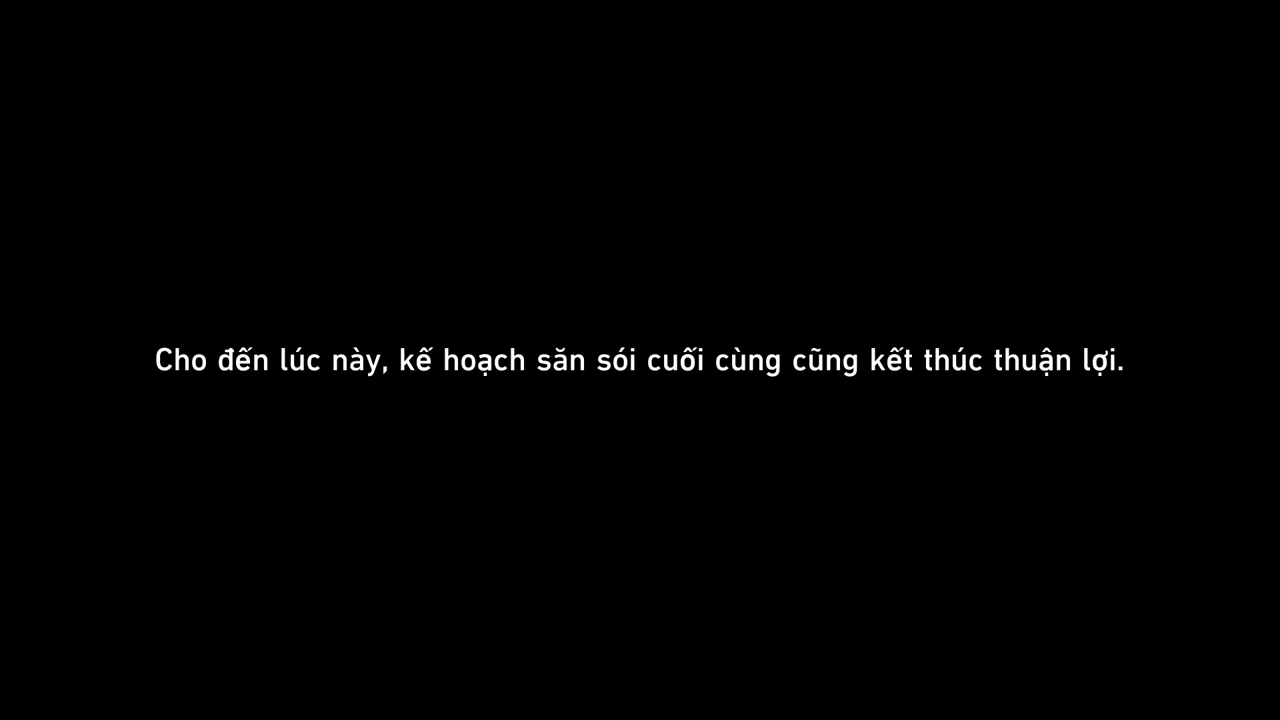 Cho đến lúc này, kế hoạch săn sói cuối cùng cũng kết thúc thuận lợi.